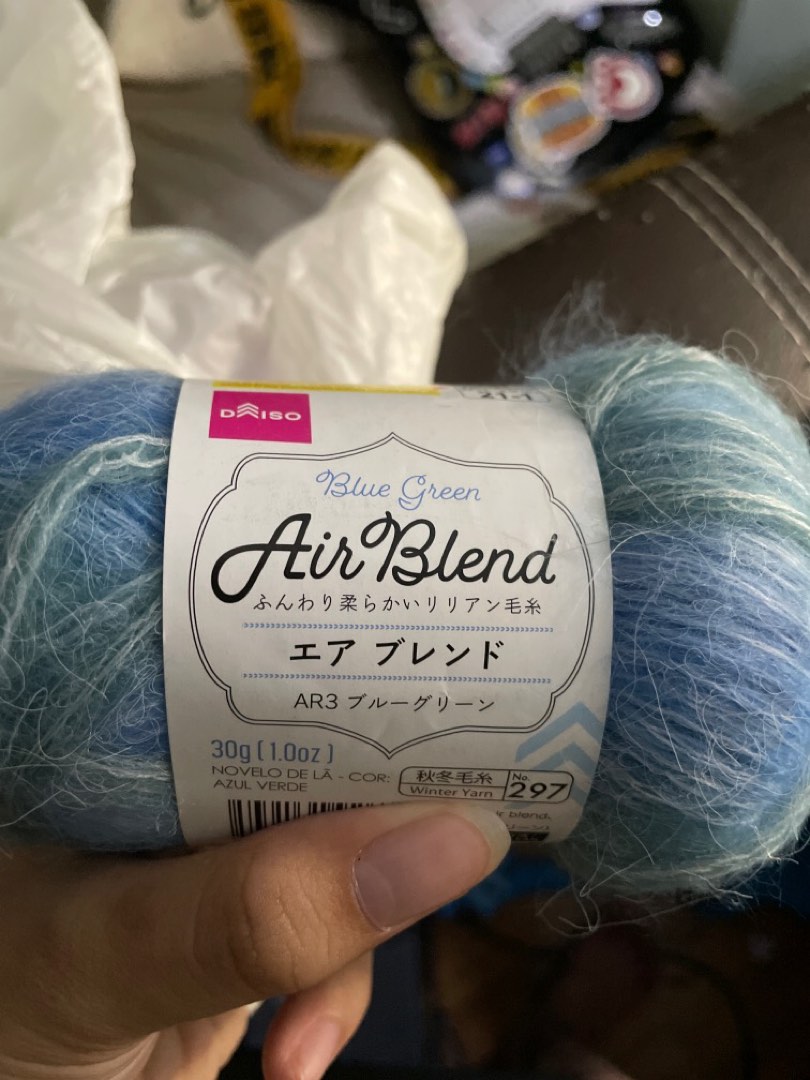 DAISO
21-1
Blue Green
Air Blend
ふんわり柔らかいリリアン毛糸
エア ブレンド
AR3 ブルーグリーン
30g (1.0oz)
NOVELO DE LÃ - COR:
AZUL VERDE
秋冬毛糸
Winter Yarn
No.
297
air blend.